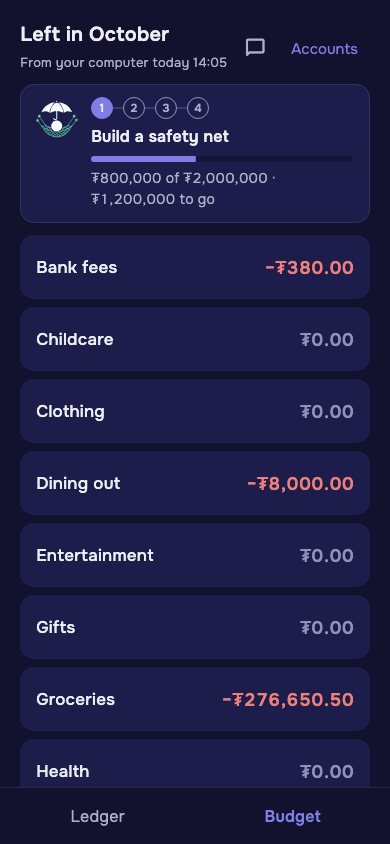 Left in October
From your computer today 14:05
Accounts
1 2 3 4
Build a safety net
₮800,000 of ₮2,000,000 ·
₮1,200,000 to go
Bank fees −₮380.00
Childcare ₮0.00
Clothing ₮0.00
Dining out −₮8,000.00
Entertainment ₮0.00
Gifts ₮0.00
Groceries −₮276,650.50
Health ₮0.00
Ledger Budget